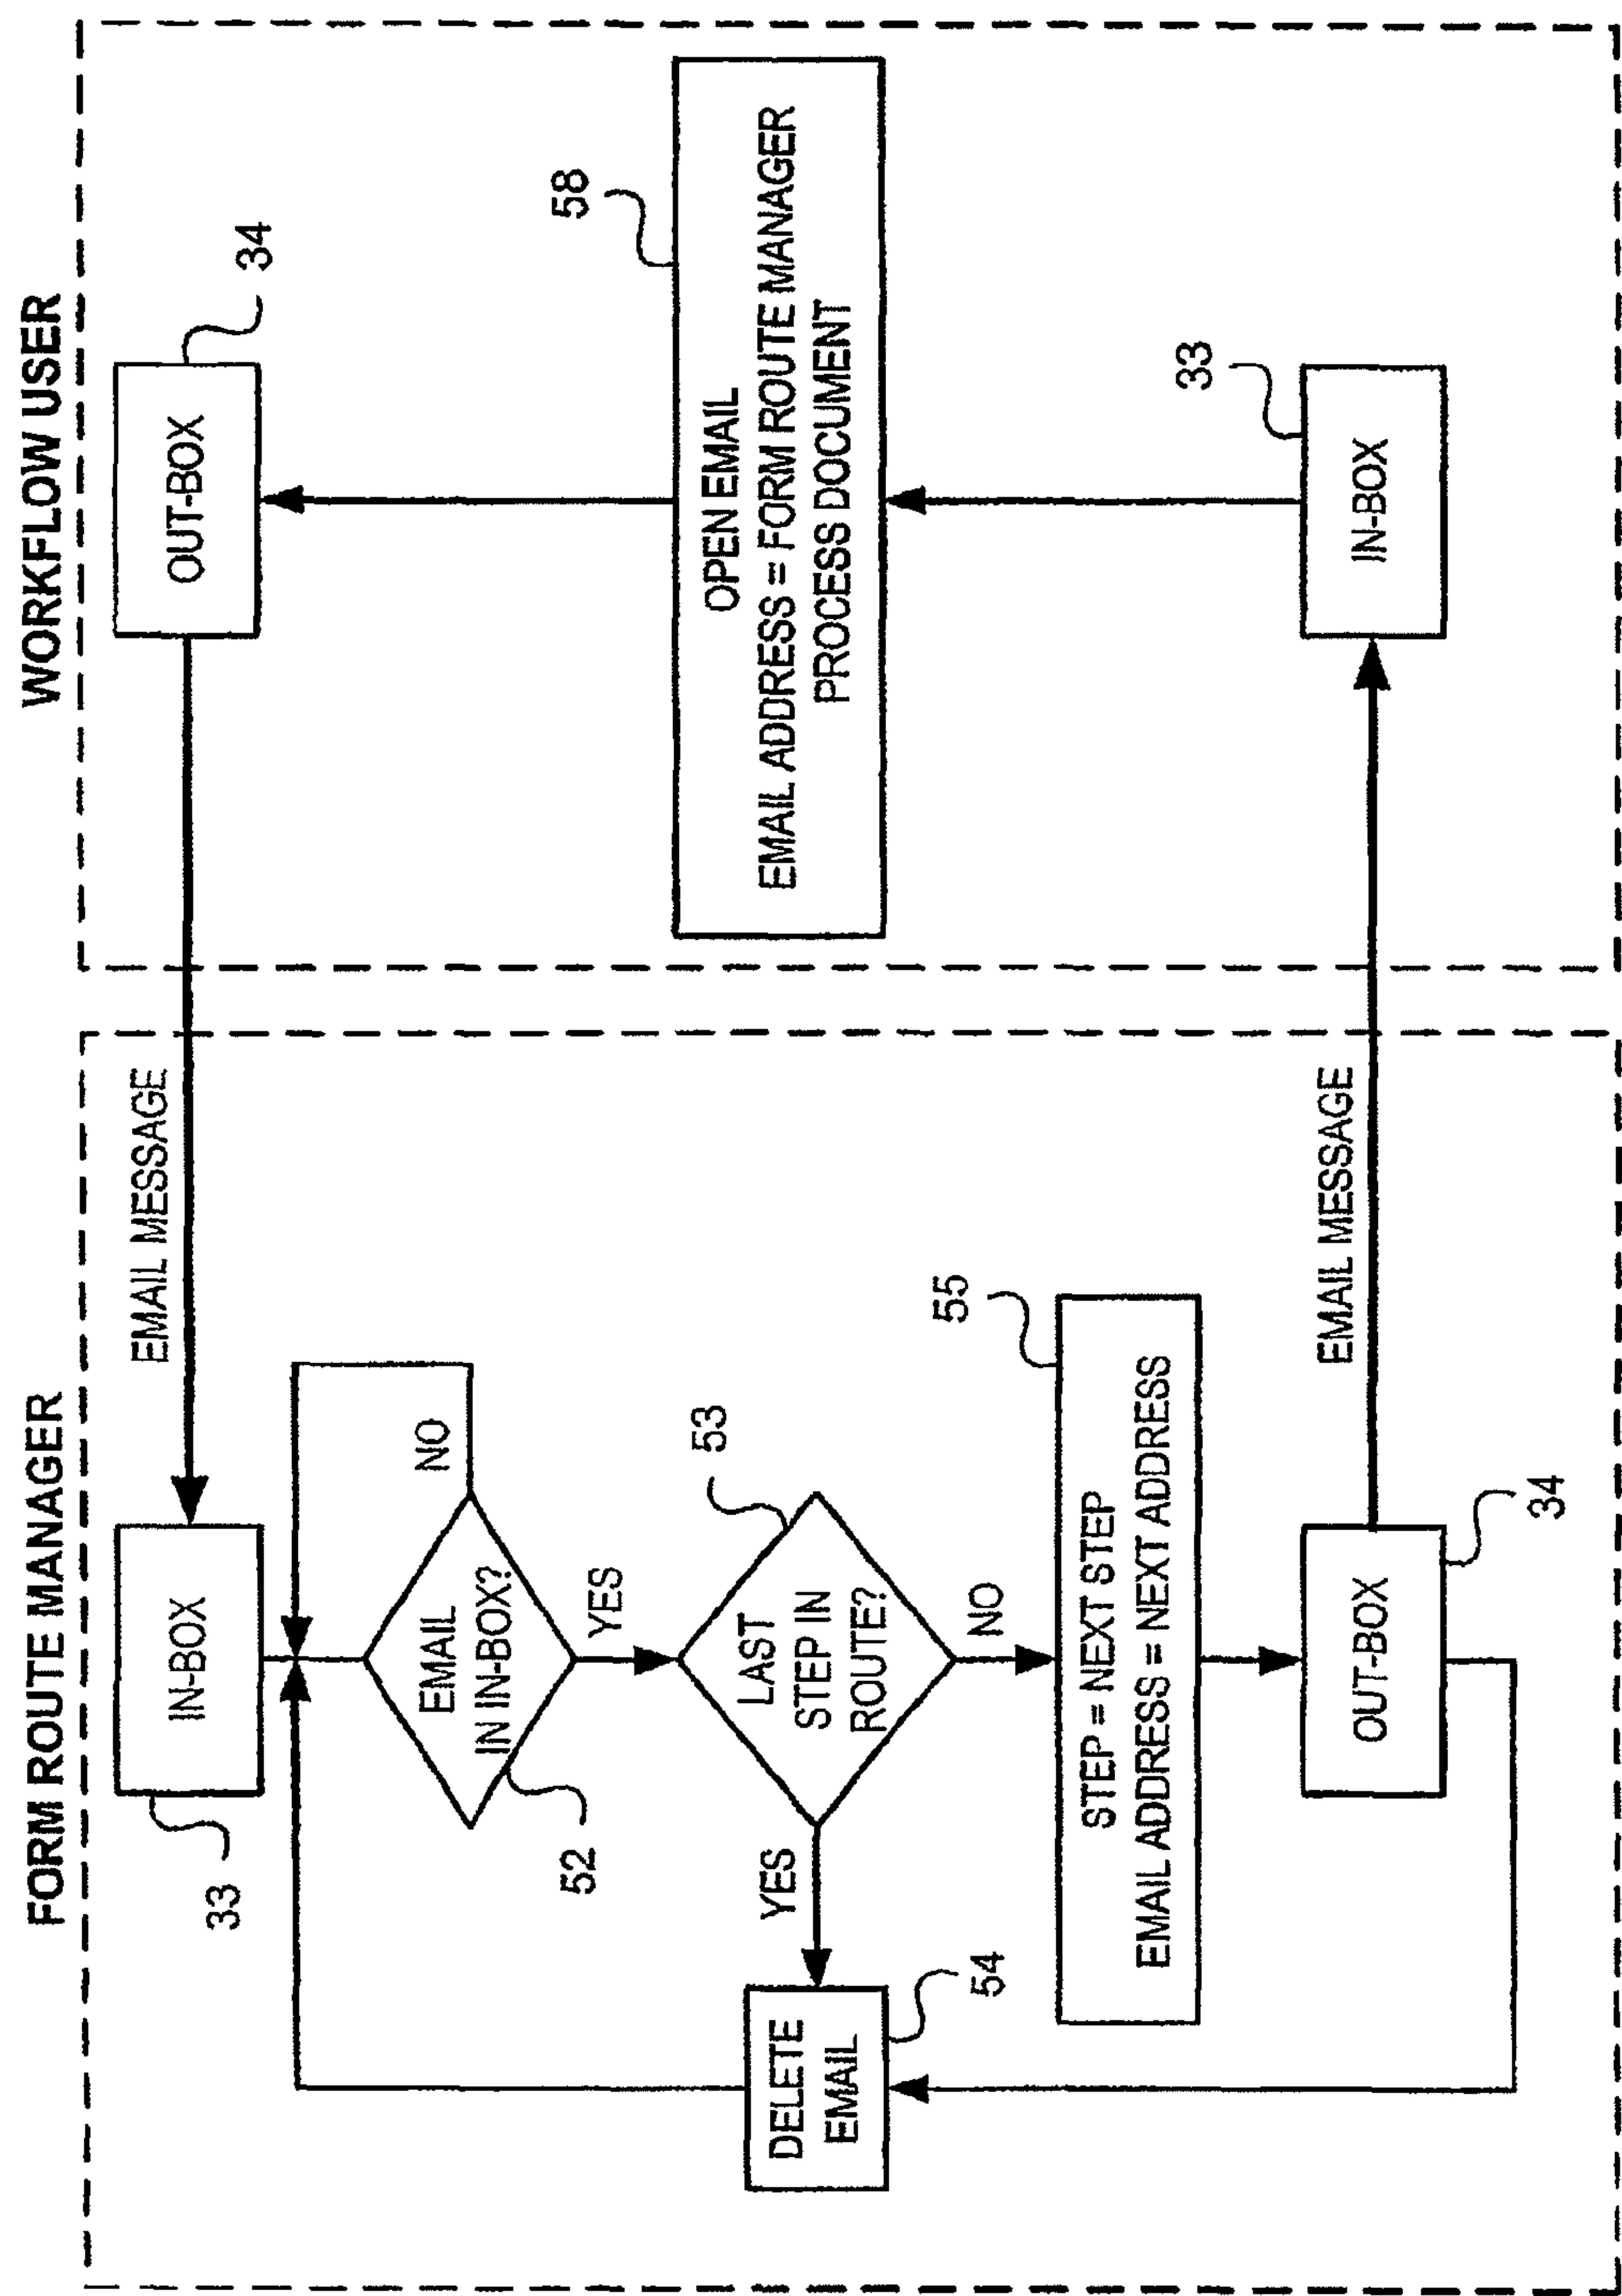 FORM ROUTE MANAGER
33
IN-BOX
EMAIL MESSAGE
EMAIL
IN IN-BOX?
NO
52
YES
53
LAST
STEP IN
ROUTE?
YES
NO
DELETE
EMAIL
54
55
STEP = NEXT STEP
EMAIL ADDRESS = NEXT ADDRESS
OUT-BOX
34
EMAIL MESSAGE
WORKFLOW USER
OUT-BOX
34
58
OPEN EMAIL
EMAIL ADDRESS = FORM ROUTE MANAGER
PROCESS DOCUMENT
33
IN-BOX